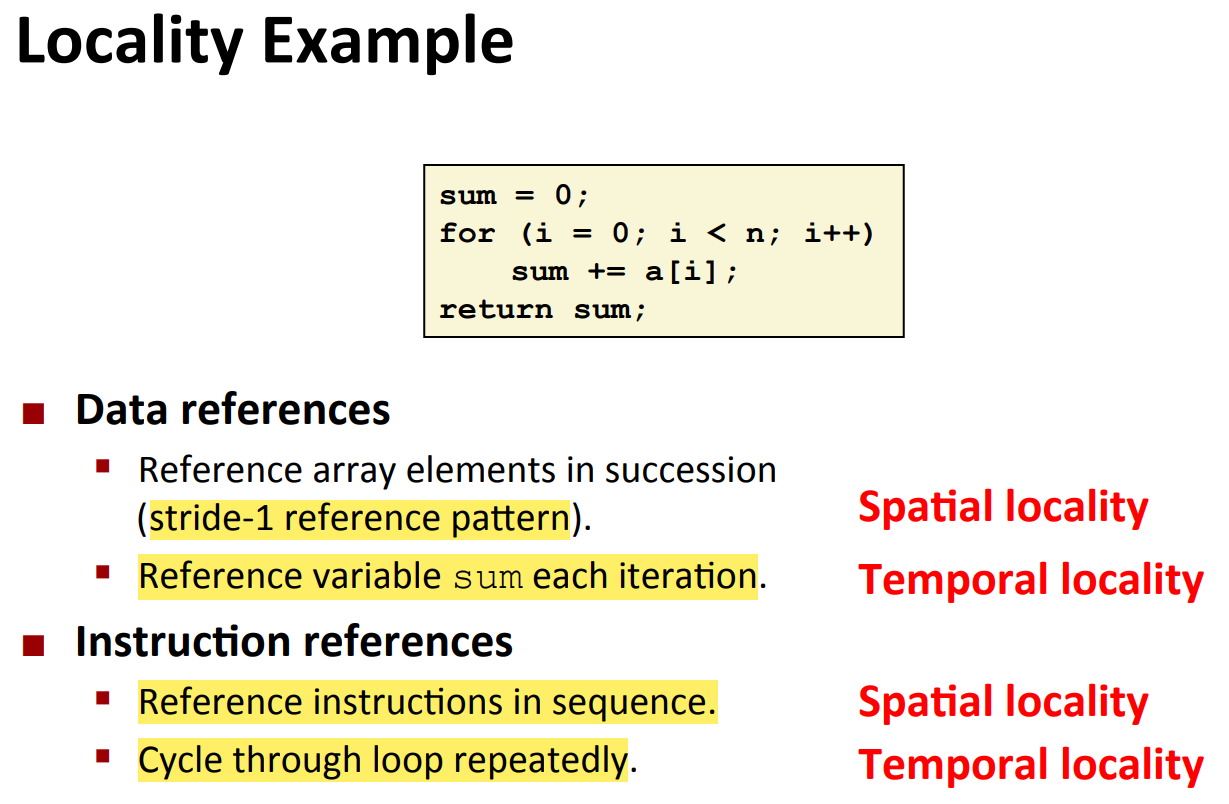 Locality Example
sum = 0;
for (i = 0; i < n; i++)
    sum += a[i];
return sum;
Data references
Reference array elements in succession
(stride-1 reference pattern).
Spatial locality
Reference variable sum each iteration.
Temporal locality
Instruction references
Reference instructions in sequence.
Spatial locality
Cycle through loop repeatedly.
Temporal locality